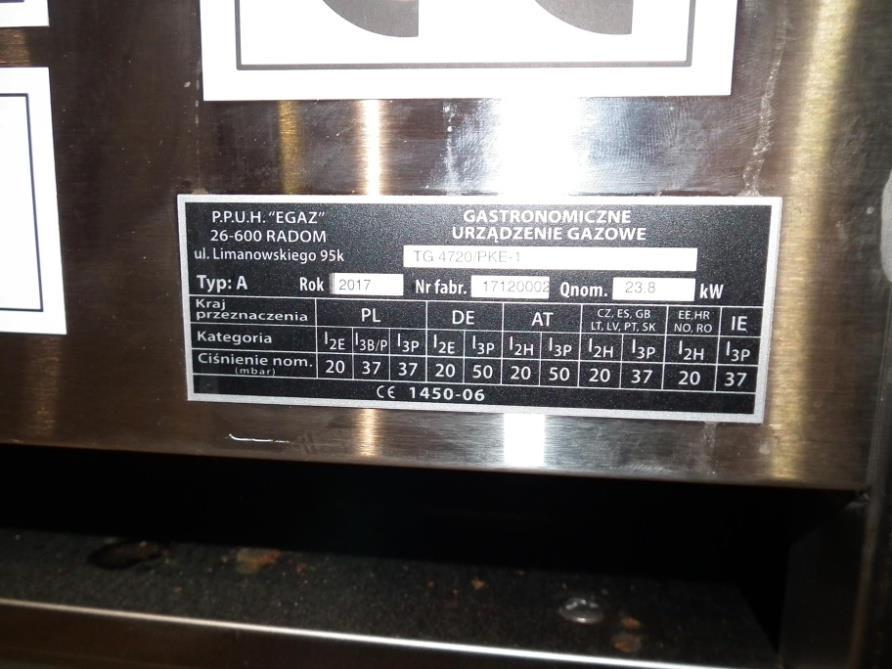 P.P.U.H. "EGAZ"
26-600 RADOM
ul. Limanowskiego 95k
GASTRONOMICZNE
URZĄDZENIE GAZOWE
TG 4720/PKE-1
Typ: A Rok 2017 Nr fabr. 17120002 Qnom. 23.8 kW
Kraj przeznaczenia PL DE AT CZ, ES, GB LT, LV, PT, SK EE,HR NO, RO IE
Kategoria I2E I3B/P I3P I2E I3P I2H I3P I2H I3P I2H I3P
Ciśnienie nom. (mbar) 20 37 37 20 50 20 50 20 37 20 37
CE 1450-06